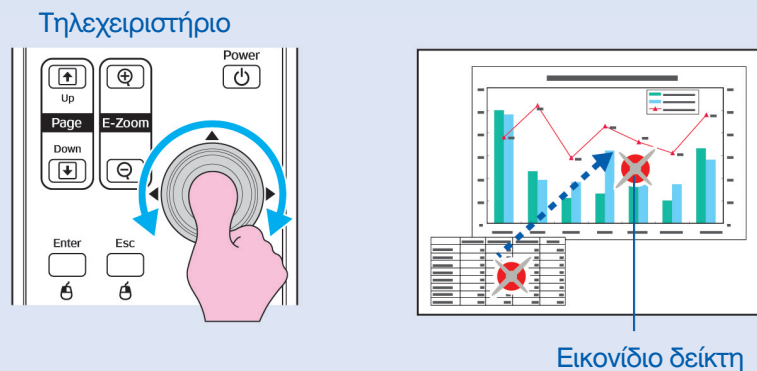 Τηλεχειριστήριο
Power
Up
Page
E-Zoom
Down
Enter
Esc
Εικονίδιο δείκτη